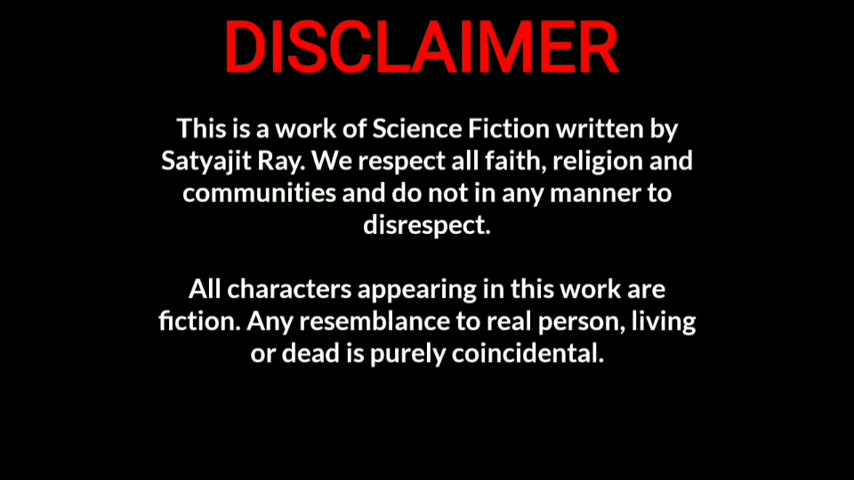 DISCLAIMER
This is a work of Science Fiction written by
Satyajit Ray. We respect all faith, religion and
communities and do not in any manner to
disrespect.
All characters appearing in this work are
fiction. Any resemblance to real person, living
or dead is purely coincidental.